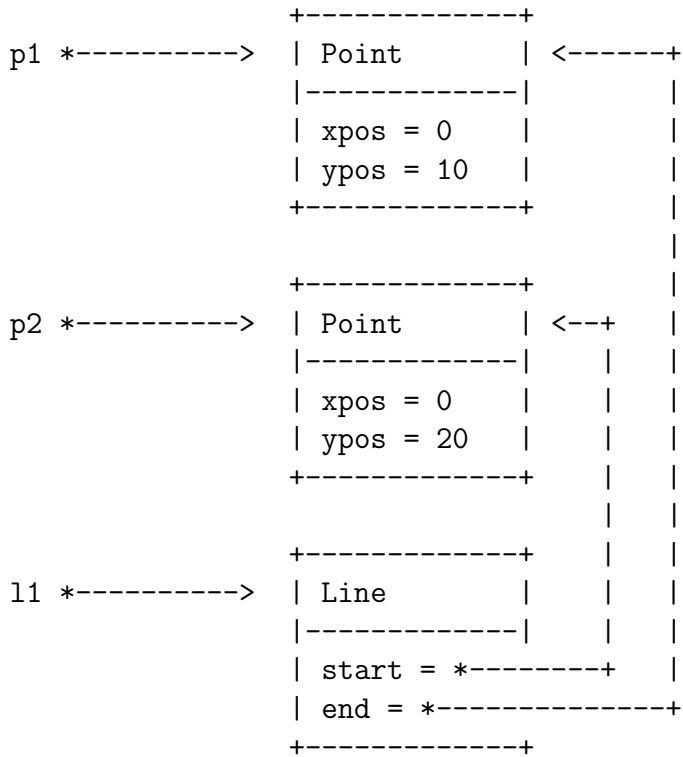 +-------------+
p1 *---------->  | Point       | <------+
                 |-------------|        |
                 | xpos = 0    |        |
                 | ypos = 10   |        |
                 +-------------+        |
                                        |
                 +-------------+        |
p2 *---------->  | Point       | <--+   |
                 |-------------|    |   |
                 | xpos = 0    |    |   |
                 | ypos = 20   |    |   |
                 +-------------+    |   |
                                    |   |
                 +-------------+    |   |
l1 *---------->  | Line        |    |   |
                 |-------------|    |   |
                 | start = *--------+   |
                 | end = *--------------+
                 +-------------+